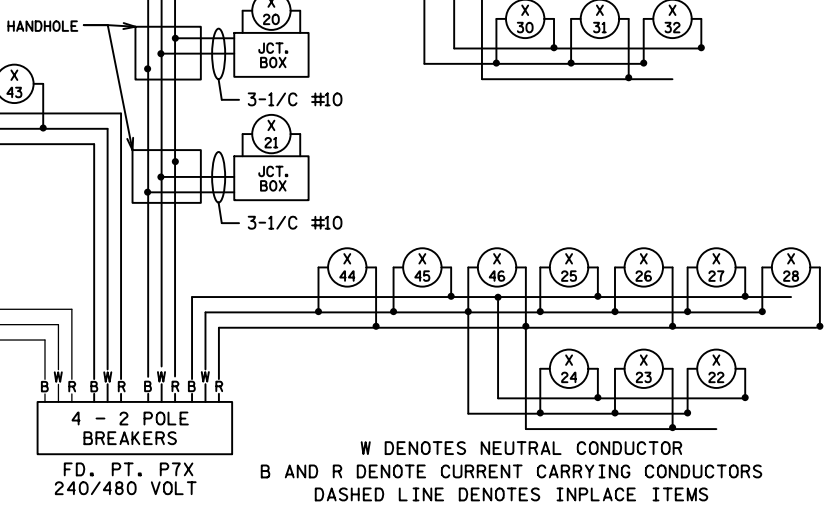 X
20
HANDHOLE
JCT.
BOX
X
30
X
31
X
32
X
43
3-1/C #10
X
21
JCT.
BOX
3-1/C #10
X
44
X
45
X
46
X
25
X
26
X
27
X
28
X
24
X
23
X
22
B W R B W R B W R B W R
4 - 2 POLE
BREAKERS
FD. PT. P7X
240/480 VOLT
W DENOTES NEUTRAL CONDUCTOR
B AND R DENOTE CURRENT CARRYING CONDUCTORS
DASHED LINE DENOTES INPLACE ITEMS